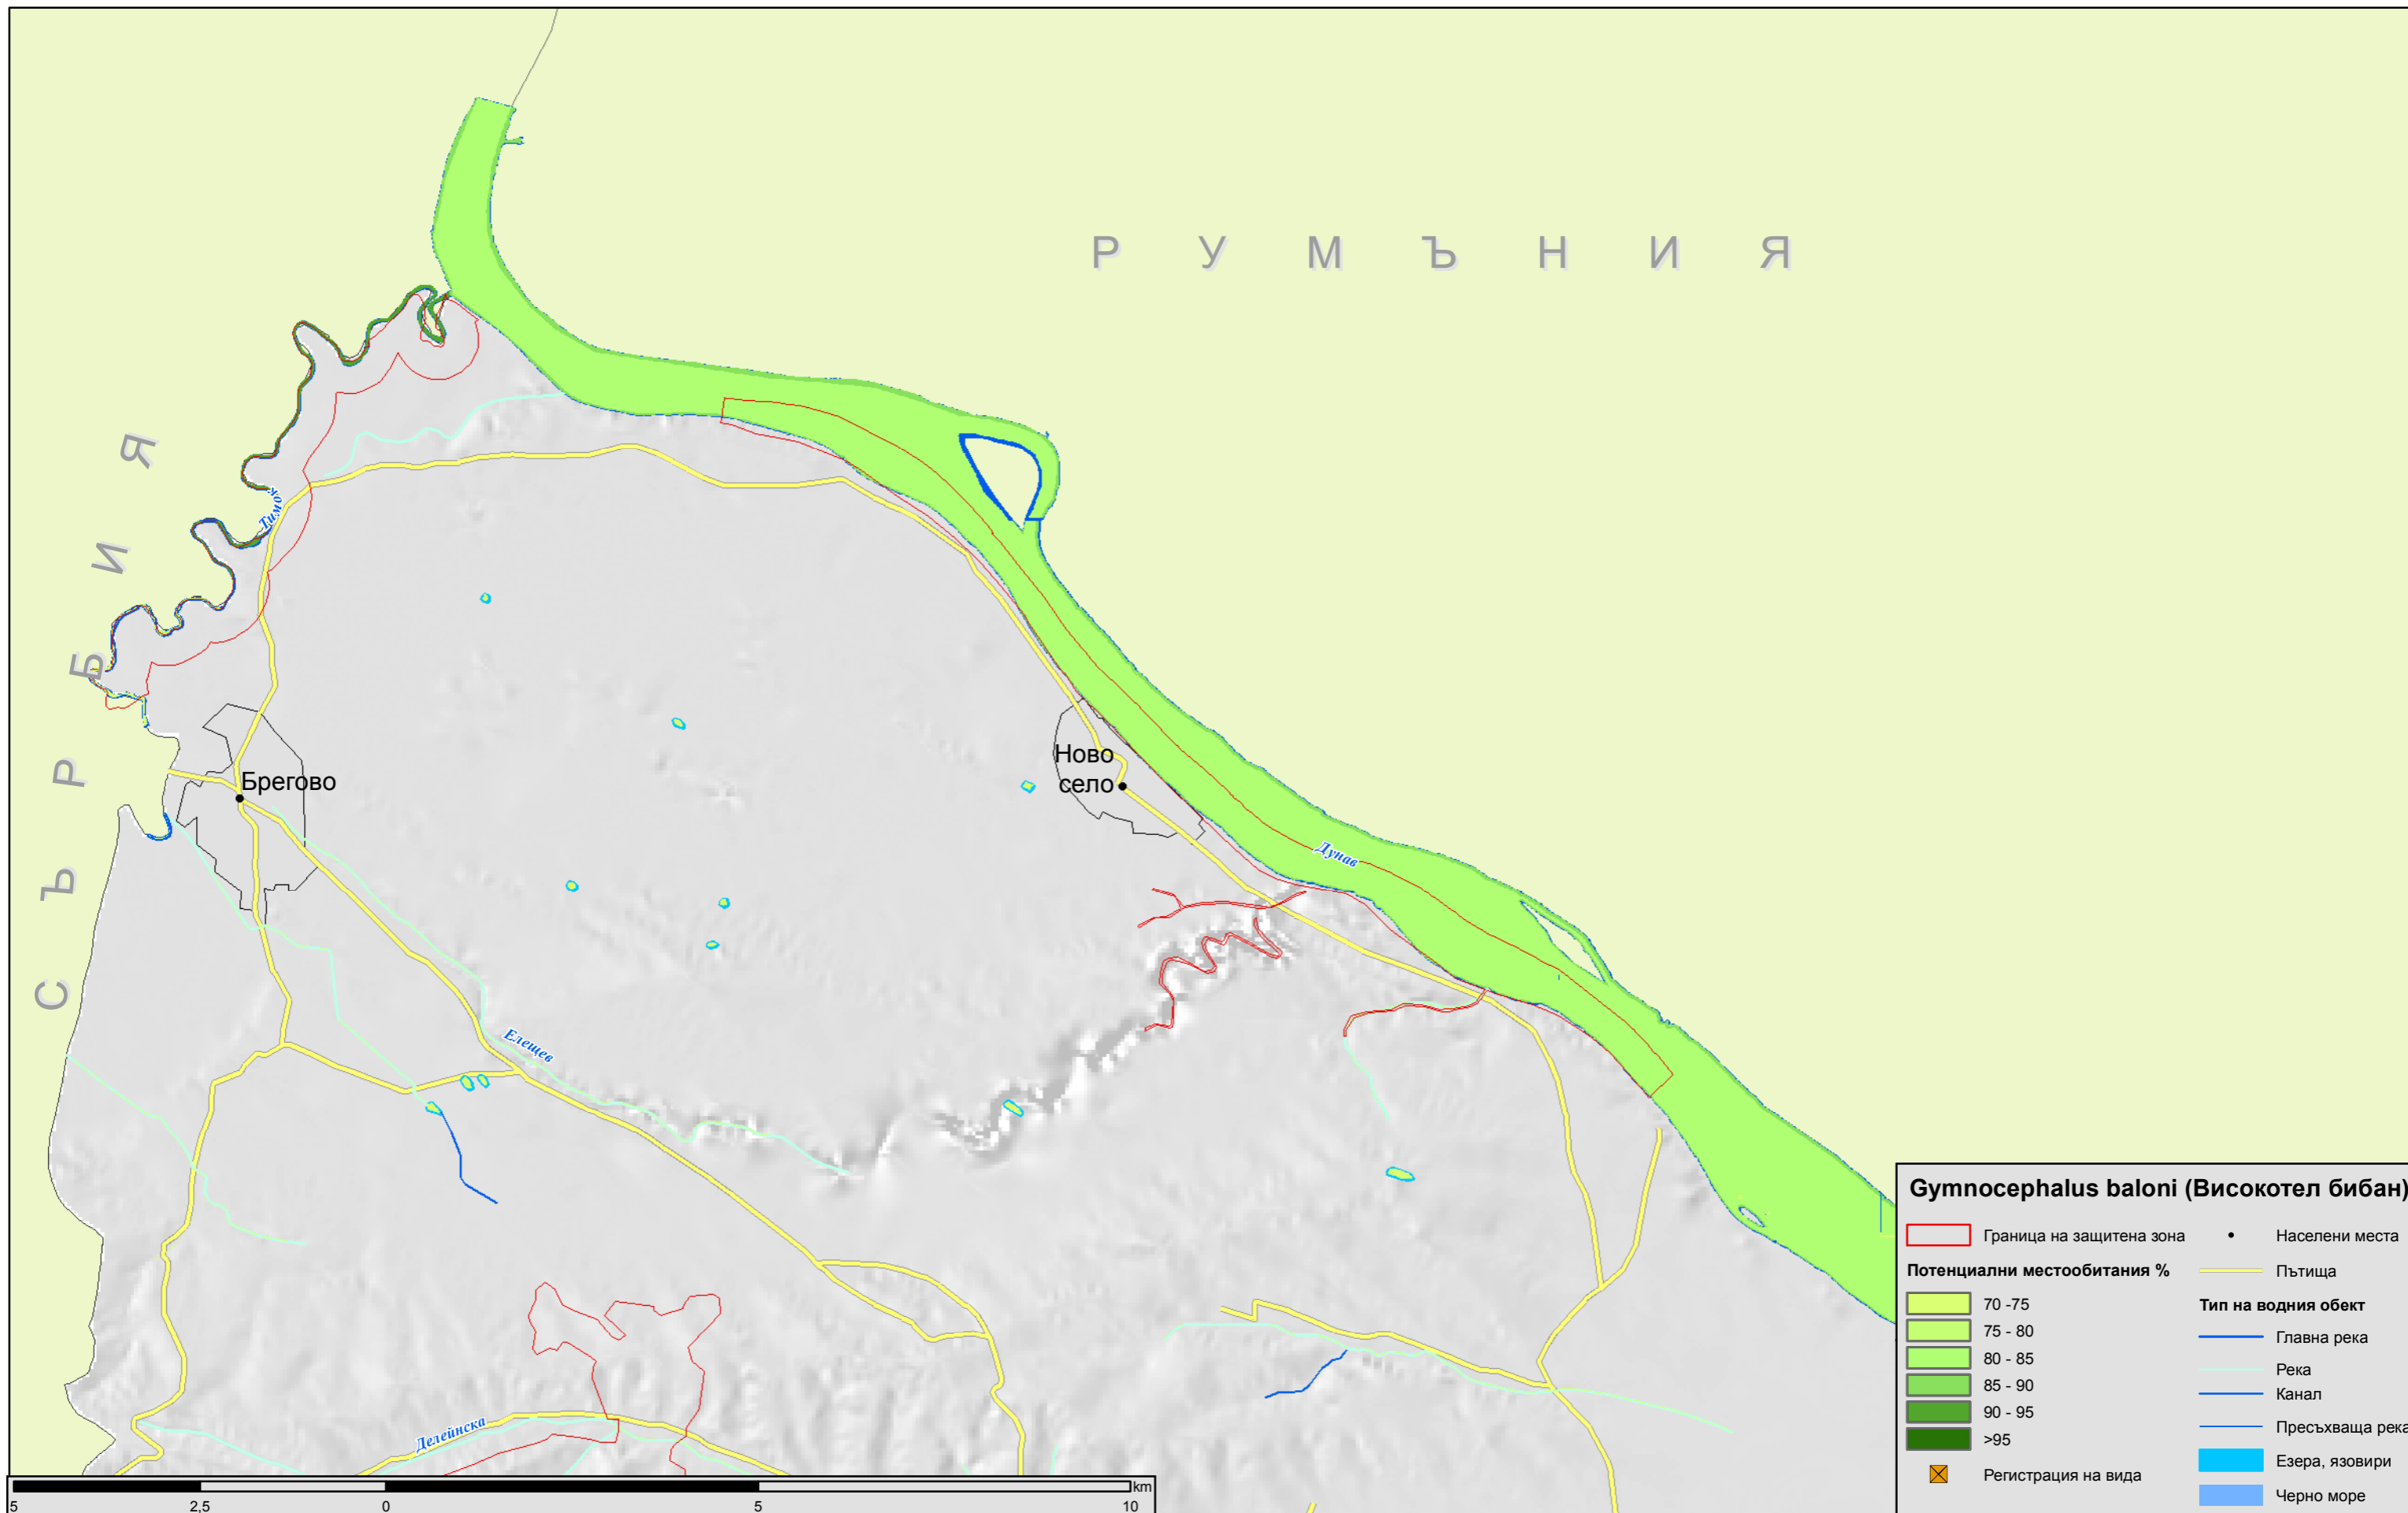 Р У М Ъ Н И Я
С Ъ Р Б И Я
Тимок
Брегово
Ново
село
Дунав
Елещев
Делейнска
Gymnocephalus baloni (Високотел бибан)
Граница на защитена зона
Потенциални местообитания %
70 -75
75 - 80
80 - 85
85 - 90
90 - 95
>95
Регистрация на вида
Населени места
Пътища
Тип на водния обект
Главна река
Река
Канал
Пресъхваща река
Езера, язовири
Черно море
5 2,5 0 5 10 km